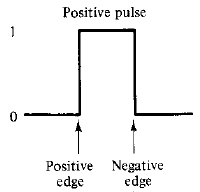 Positive pulse
1
0
Positive Negative
edge edge